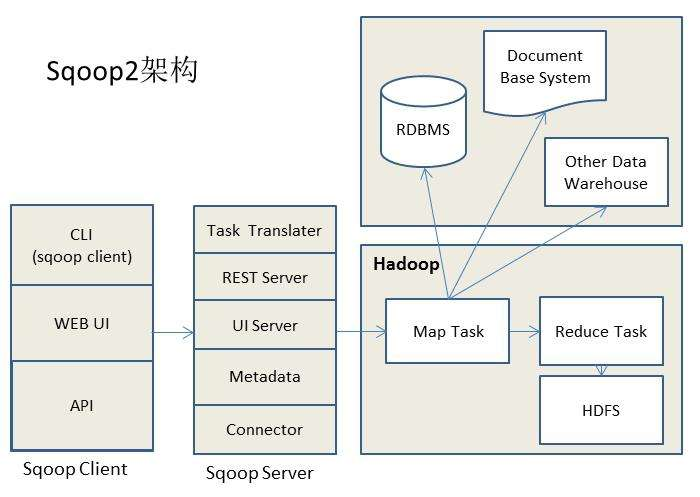 Sqoop2架构
CLI
(sqoop client)
WEB UI
API
Sqoop Client
Task Translater
REST Server
UI Server
Metadata
Connector
Sqoop Server
RDBMS
Document
Base System
Other Data
Warehouse
Hadoop
Map Task
Reduce Task
HDFS